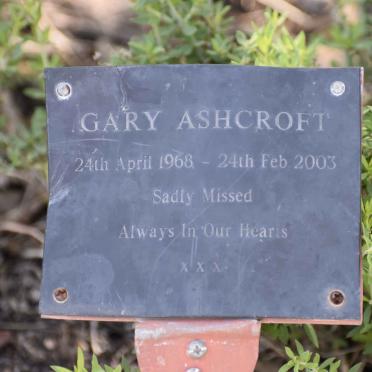 GARY ASHCROFT
24th April 1968 - 24th Feb 2003
Sadly Missed
Always In Our Hearts
x x x